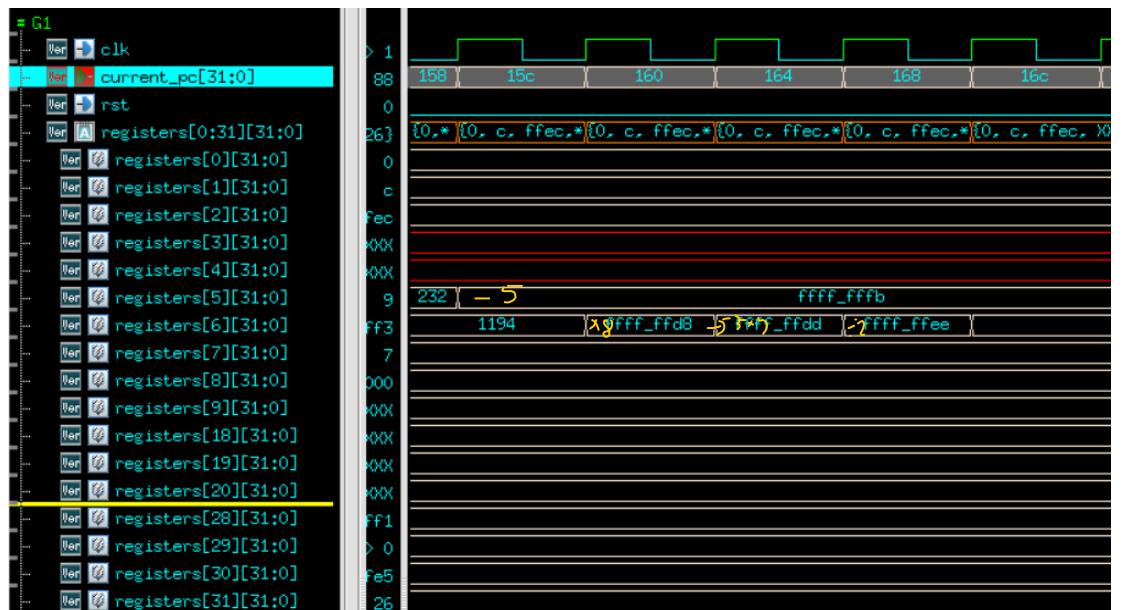 = G1
clk > 1
current_pc[31:0] 88 158 15c 160 164 168 16c
rst 0
registers[0:31][31:0] 26} {0,* {0, c, ffec,* {0, c, ffec,* {0, c, ffec,* {0, c, ffec,* {0, c, ffec, XX
registers[0][31:0] 0
registers[1][31:0] c
registers[2][31:0] fec
registers[3][31:0] XXX
registers[4][31:0] XXX
registers[5][31:0] 9 232 -5 ffff_fffb
registers[6][31:0] ff3 1194 x8 ffff_ffd8 _ffdd ffff_ffee
registers[7][31:0] 7
registers[8][31:0] 000
registers[9][31:0] XXX
registers[18][31:0] XXX
registers[19][31:0] XXX
registers[20][31:0] XXX
registers[28][31:0] ff1
registers[29][31:0] > 0
registers[30][31:0] fe5
registers[31][31:0] 26